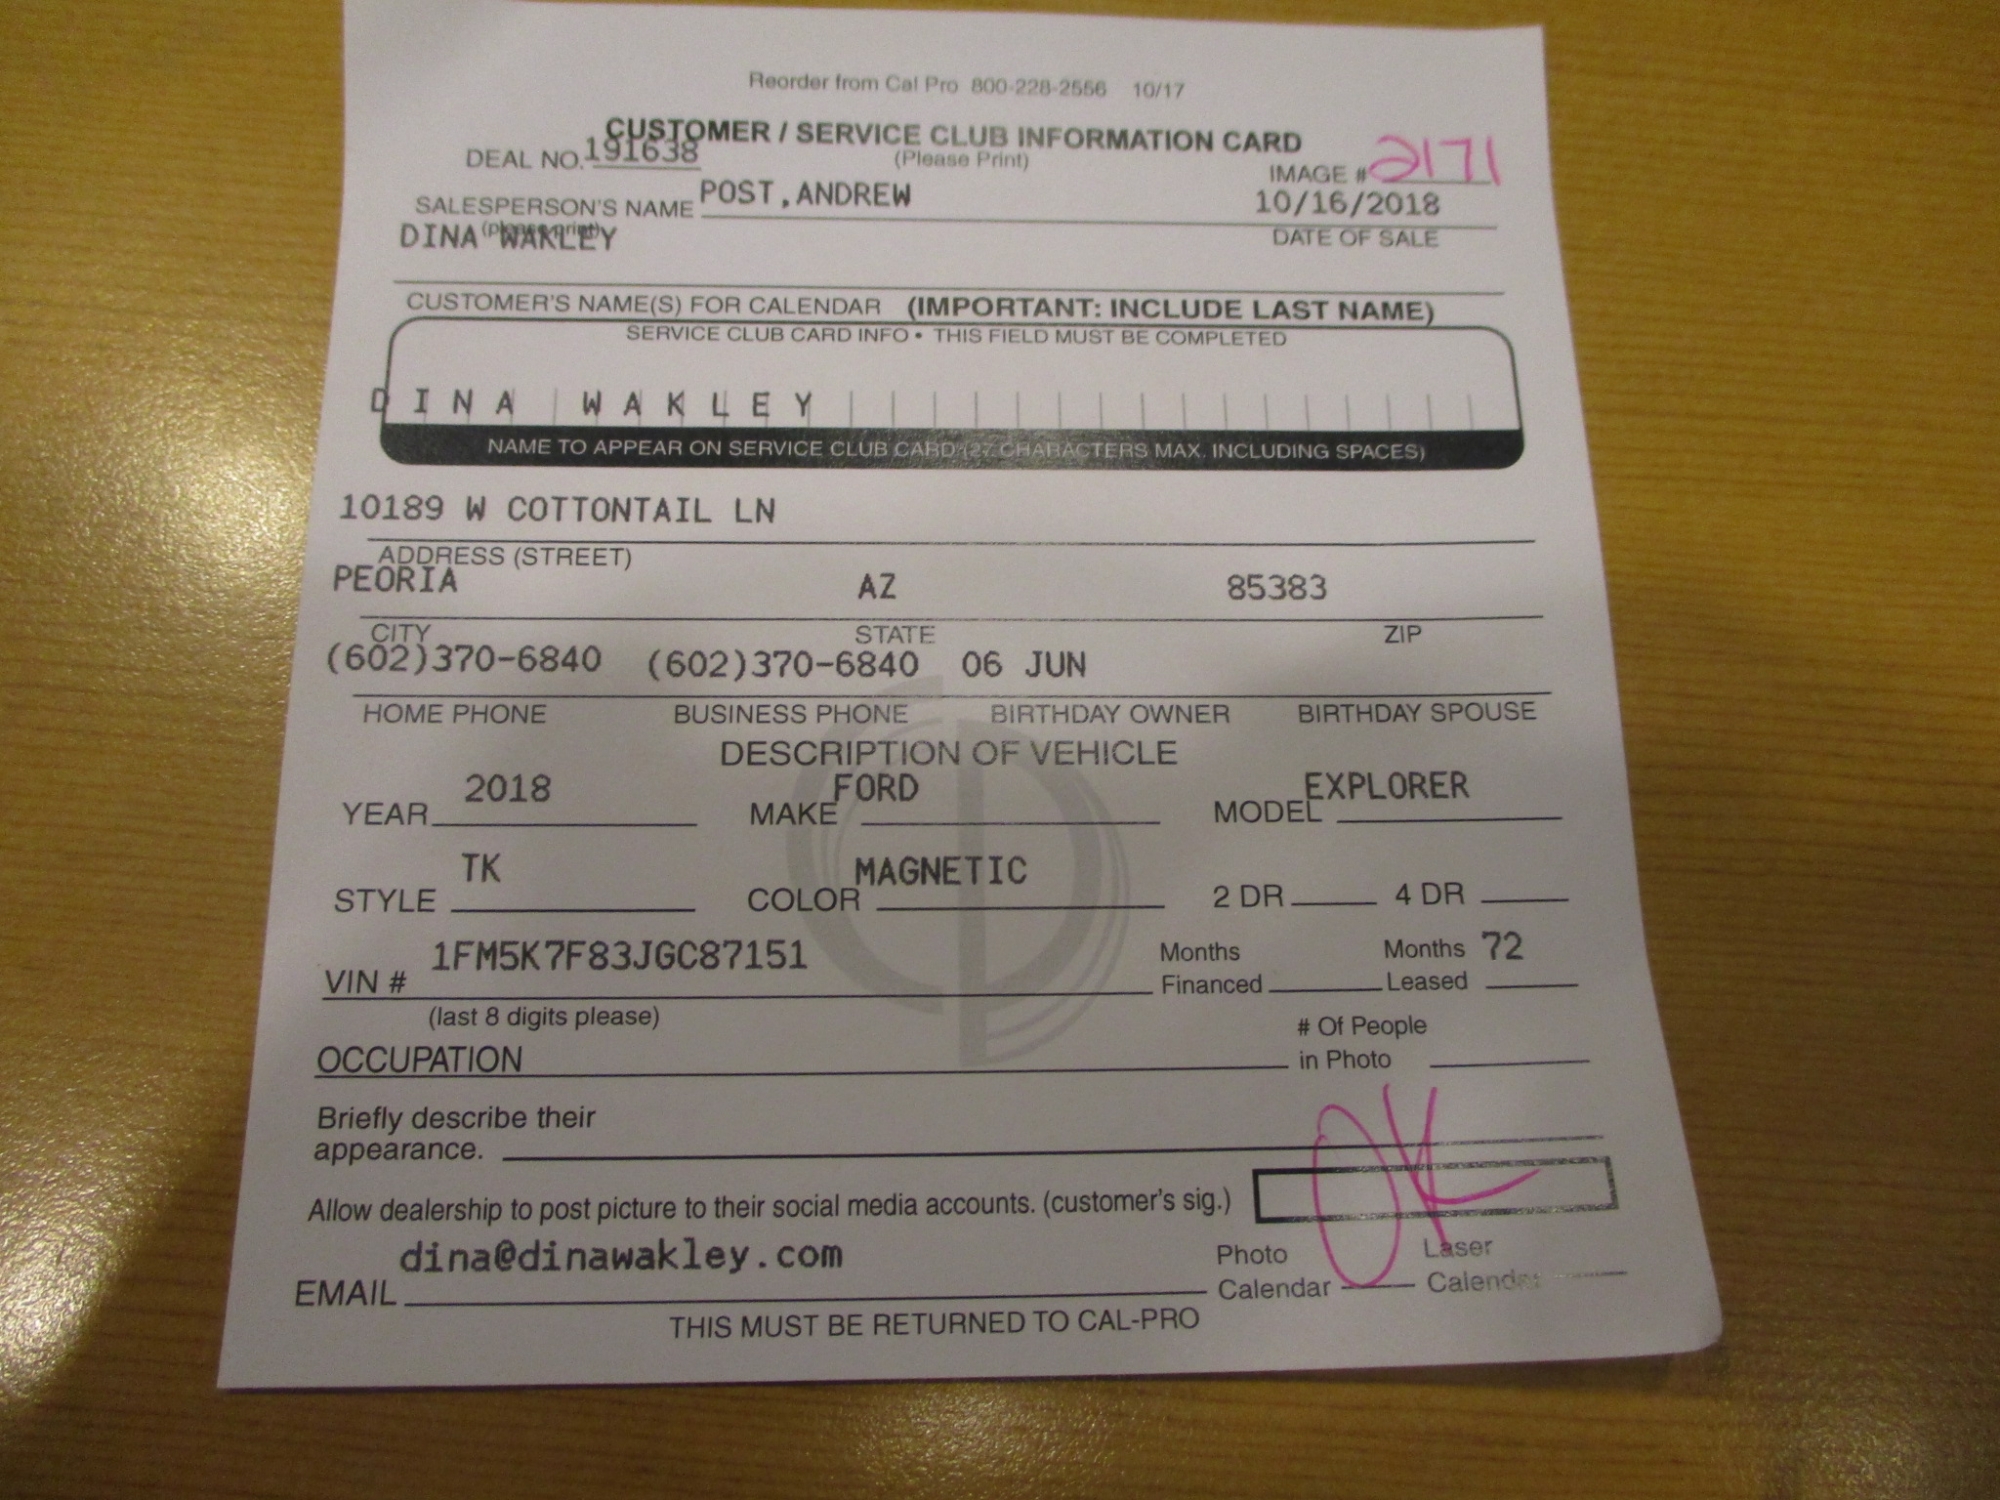 Reorder from Cal Pro 800-228-2556 10/17
CUSTOMER / SERVICE CLUB INFORMATION CARD
DEAL NO. 191638 (Please Print) IMAGE # 2171
SALESPERSON'S NAME POST,ANDREW 10/16/2018
(please print) DATE OF SALE
DINA WAKLEY
CUSTOMER'S NAME(S) FOR CALENDAR (IMPORTANT: INCLUDE LAST NAME)
SERVICE CLUB CARD INFO • THIS FIELD MUST BE COMPLETED
DINA WAKLEY
NAME TO APPEAR ON SERVICE CLUB CARD (27 CHARACTERS MAX. INCLUDING SPACES)
10189 W COTTONTAIL LN
ADDRESS (STREET)
PEORIA AZ 85383
CITY STATE ZIP
(602)370-6840 (602)370-6840 06 JUN
HOME PHONE BUSINESS PHONE BIRTHDAY OWNER BIRTHDAY SPOUSE
DESCRIPTION OF VEHICLE
YEAR 2018 MAKE FORD MODEL EXPLORER
STYLE TK COLOR MAGNETIC 2 DR 4 DR
VIN # 1FM5K7F83JGC87151 Months Financed Months Leased 72
(last 8 digits please)
OCCUPATION # Of People in Photo
Briefly describe their
appearance.
Allow dealership to post picture to their social media accounts. (customer's sig.) OK
EMAIL dina@dinawakley.com Photo Calendar Laser Calendar
THIS MUST BE RETURNED TO CAL-PRO